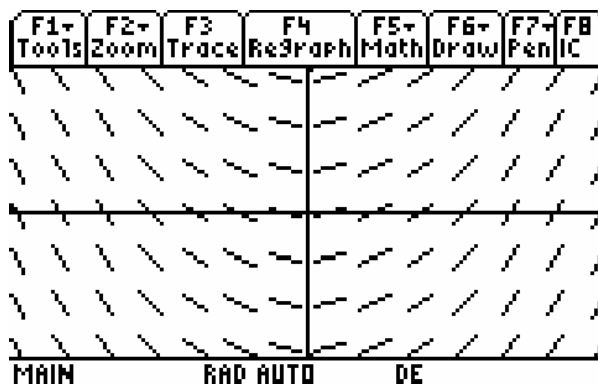 F1▾ F2▾ F3 F4 F5▾ F6▾ F7▾ F8
Tools Zoom Trace ReGraph Math Draw Pen IC
MAIN RAD AUTO DE